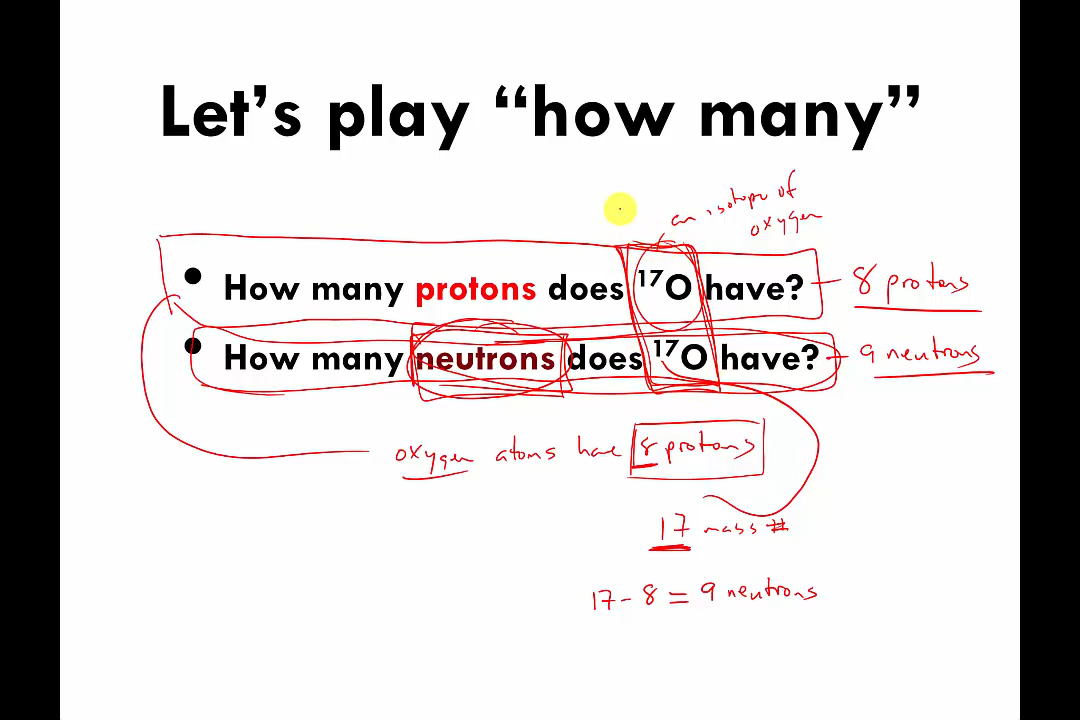 Let's play “how many”
an isotope of
oxygen
• How many protons does ¹⁷O have? – 8 protons
• How many neutrons does ¹⁷O have? – 9 neutrons
oxygen atoms have 8 protons
17 mass #
17 – 8 = 9 neutrons